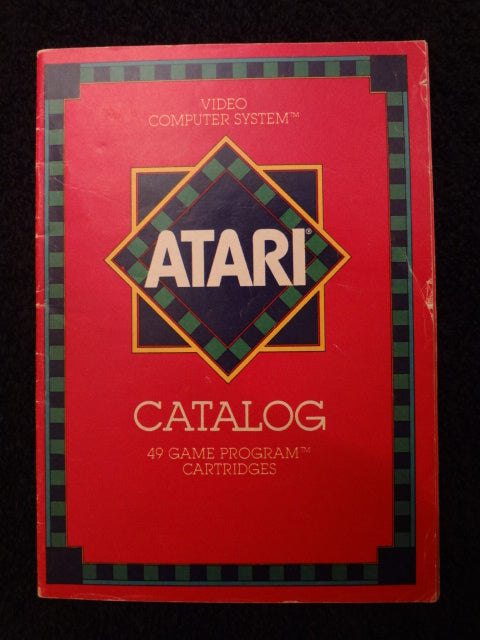 VIDEO
COMPUTER SYSTEM™
ATARI®
CATALOG
49 GAME PROGRAM™
CARTRIDGES